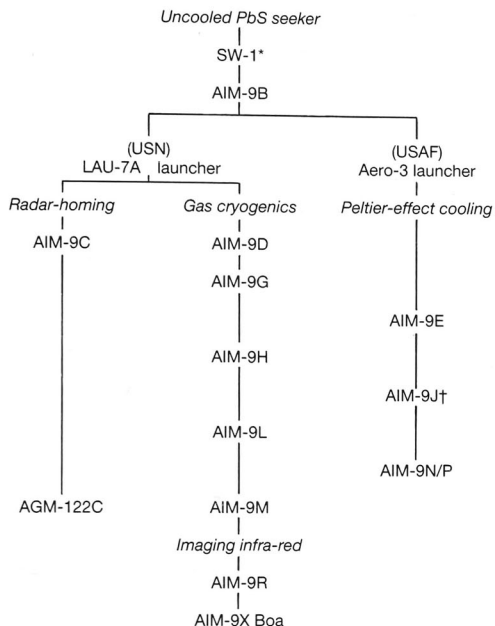 Uncooled PbS seeker
SW-1*
AIM-9B
(USN)
LAU-7A launcher
(USAF)
Aero-3 launcher
Radar-homing
Gas cryogenics
Peltier-effect cooling
AIM-9C
AIM-9D
AIM-9G
AIM-9E
AIM-9H
AIM-9J†
AIM-9L
AIM-9N/P
AGM-122C
AIM-9M
Imaging infra-red
AIM-9R
AIM-9X Boa